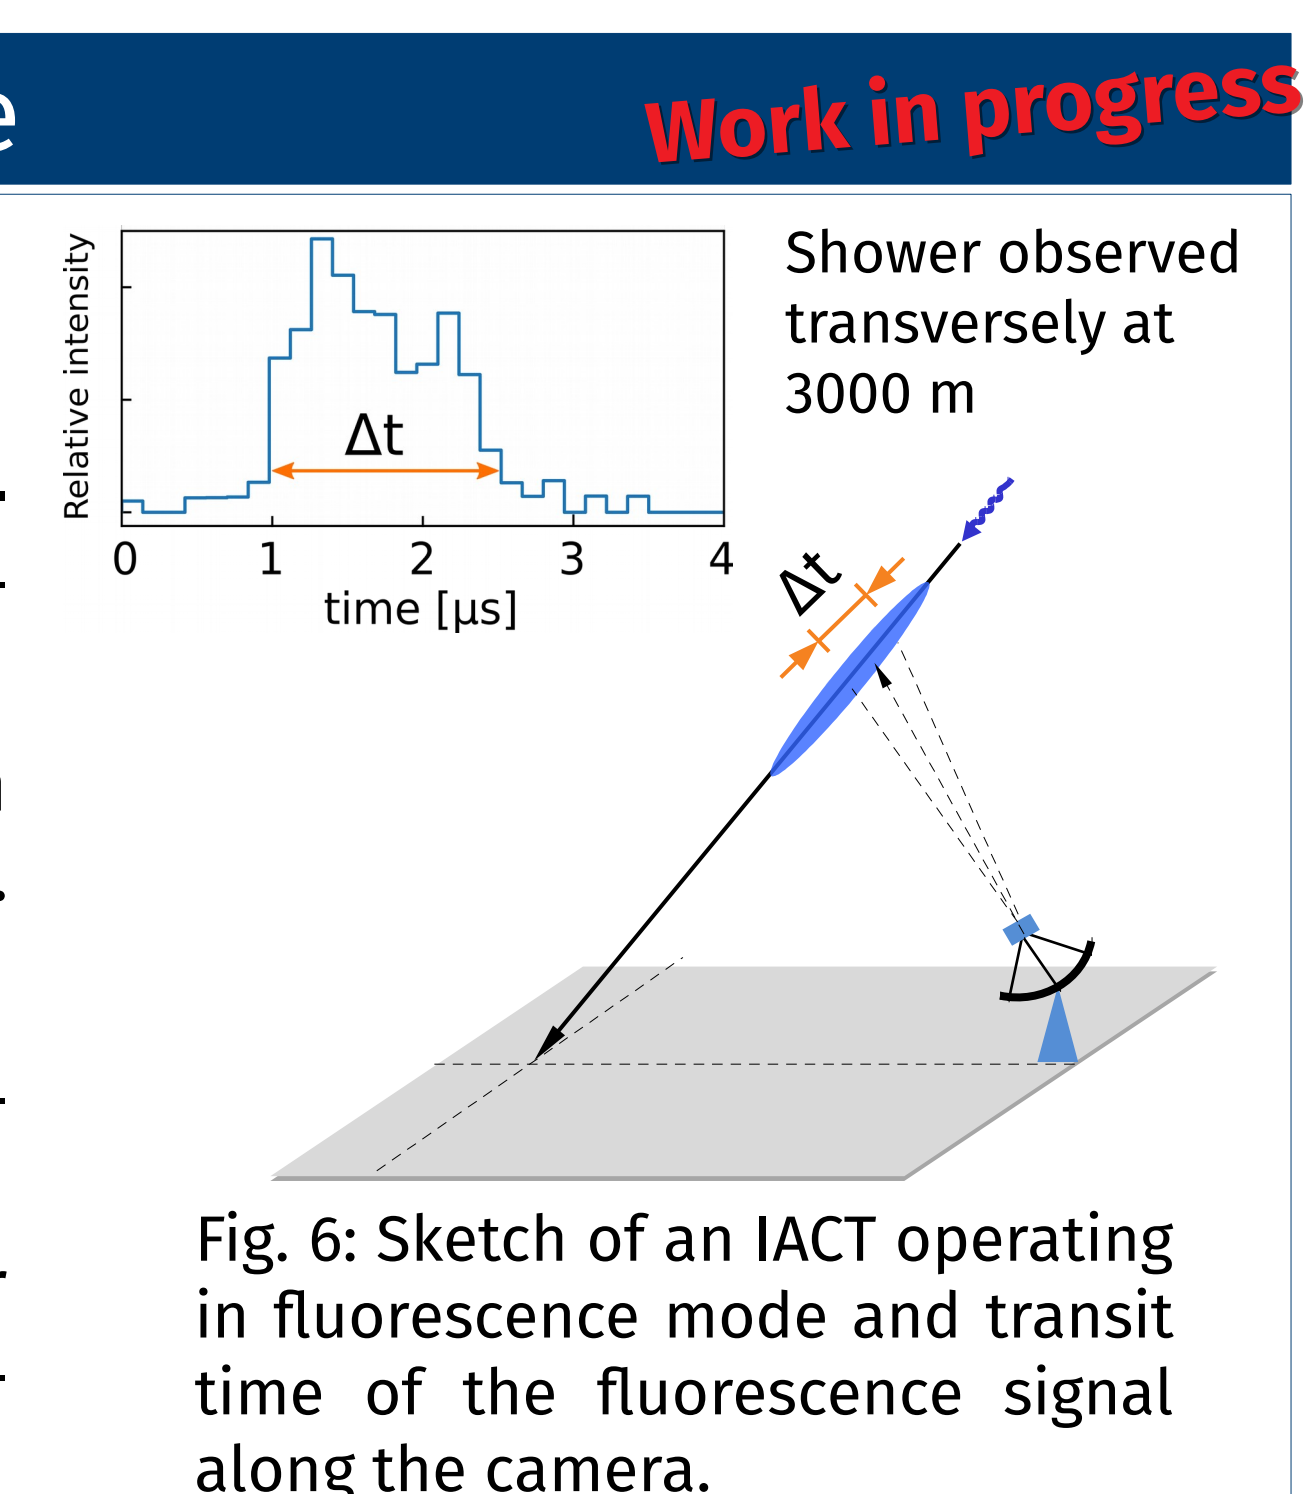 e
Work in progress
Relative intensity
Δt
0 1 2 3 4
time [μs]
Shower observed
transversely at
3000 m
Δt
Fig. 6: Sketch of an IACT operating
in fluorescence mode and transit
time of the fluorescence signal
along the camera.